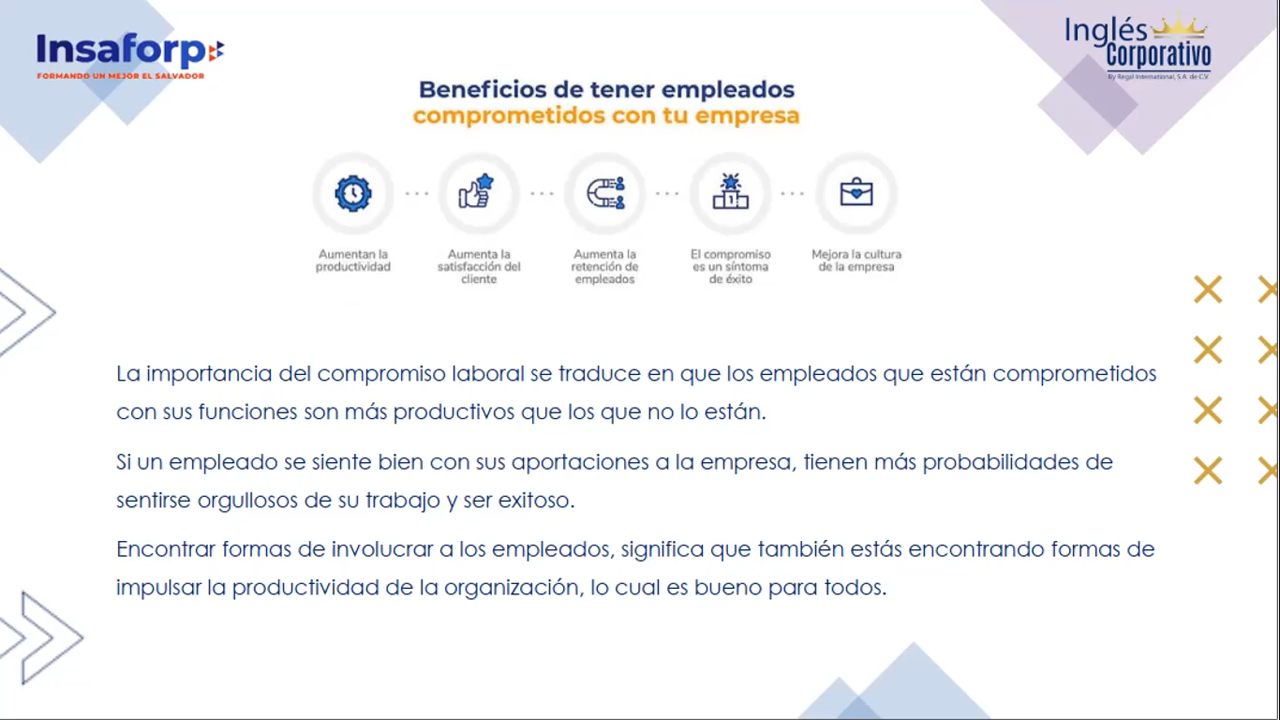 Insaforp
FORMANDO UN MEJOR EL SALVADOR
Inglés
Corporativo
By Regal International, S.A. de C.V.
Beneficios de tener empleados
comprometidos con tu empresa
1
Aumentan la
productividad
Aumenta la
satisfacción del
cliente
Aumenta la
retención de
empleados
El compromiso
es un síntoma
de éxito
Mejora la cultura
de la empresa
La importancia del compromiso laboral se traduce en que los empleados que están comprometidos
con sus funciones son más productivos que los que no lo están.
Si un empleado se siente bien con sus aportaciones a la empresa, tienen más probabilidades de
sentirse orgullosos de su trabajo y ser exitoso.
Encontrar formas de involucrar a los empleados, significa que también estás encontrando formas de
impulsar la productividad de la organización, lo cual es bueno para todos.